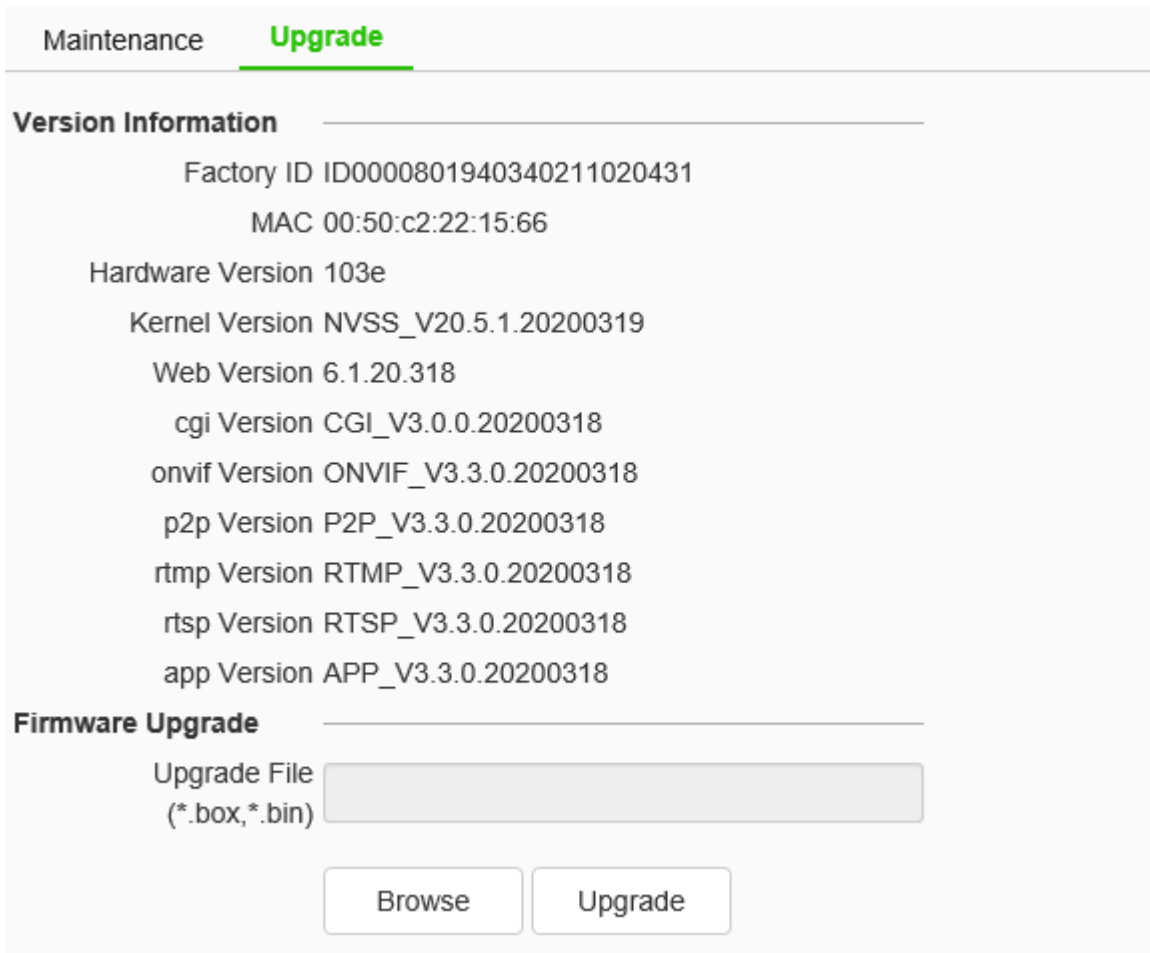 Maintenance Upgrade
Version Information
Factory ID ID0000801940340211020431
MAC 00:50:c2:22:15:66
Hardware Version 103e
Kernel Version NVSS_V20.5.1.20200319
Web Version 6.1.20.318
cgi Version CGI_V3.0.0.20200318
onvif Version ONVIF_V3.3.0.20200318
p2p Version P2P_V3.3.0.20200318
rtmp Version RTMP_V3.3.0.20200318
rtsp Version RTSP_V3.3.0.20200318
app Version APP_V3.3.0.20200318
Firmware Upgrade
Upgrade File
(*.box,*.bin)
Browse Upgrade